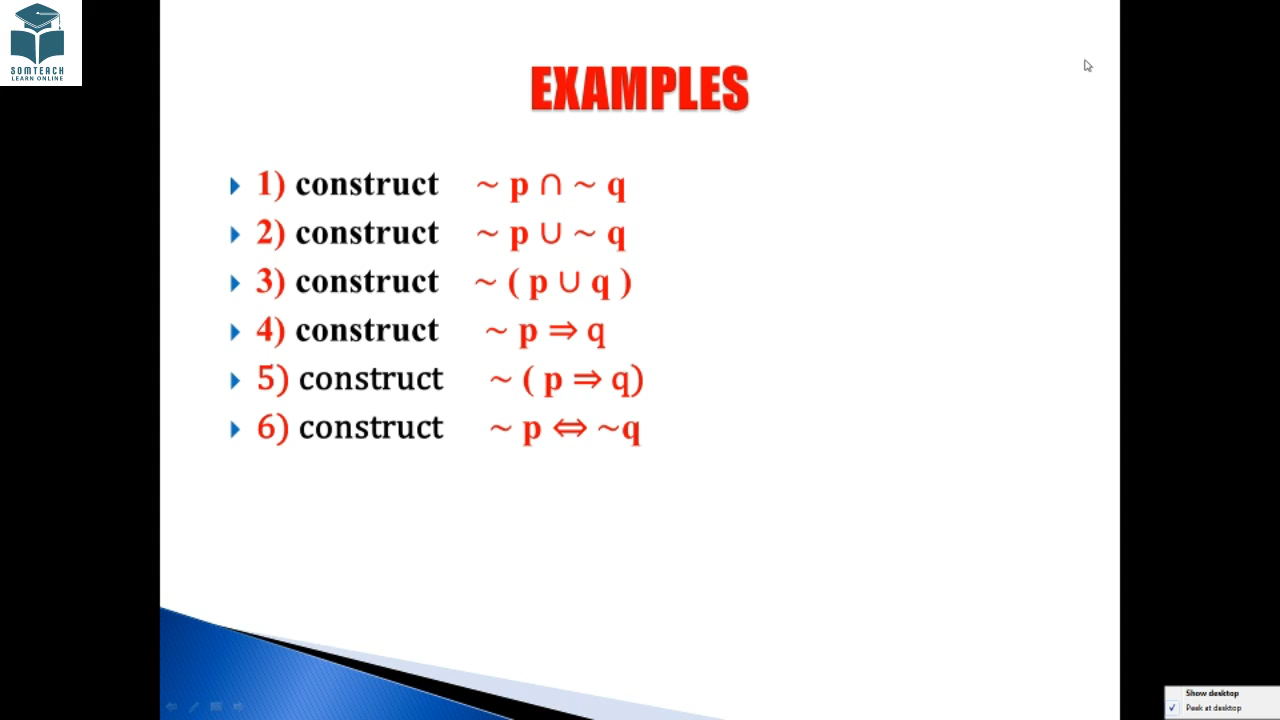 SOMTEACH
LEARN ONLINE
EXAMPLES
1) construct ~ p ∩ ~ q
2) construct ~ p ∪ ~ q
3) construct ~ ( p ∪ q )
4) construct ~ p ⇒ q
5) construct ~ ( p ⇒ q)
6) construct ~ p ⇔ ~q
Show desktop
✓ Peek at desktop